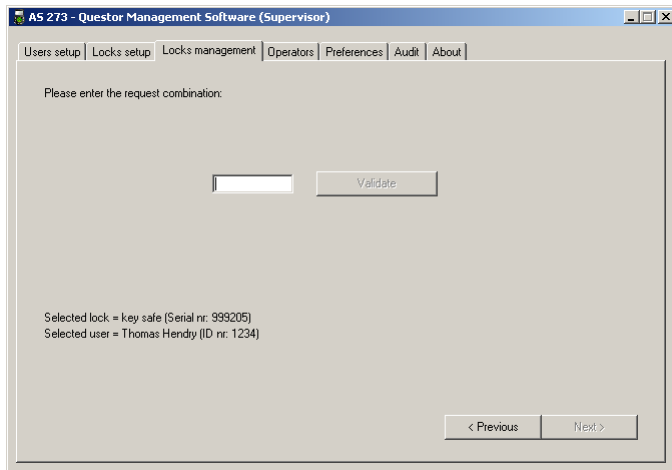 AS 273 - Questor Management Software (Supervisor)
Users setup Locks setup Locks management Operators Preferences Audit About
Please enter the request combination:
Validate
Selected lock = key safe (Serial nr: 999205)
Selected user = Thomas Hendry (ID nr: 1234)
< Previous Next >